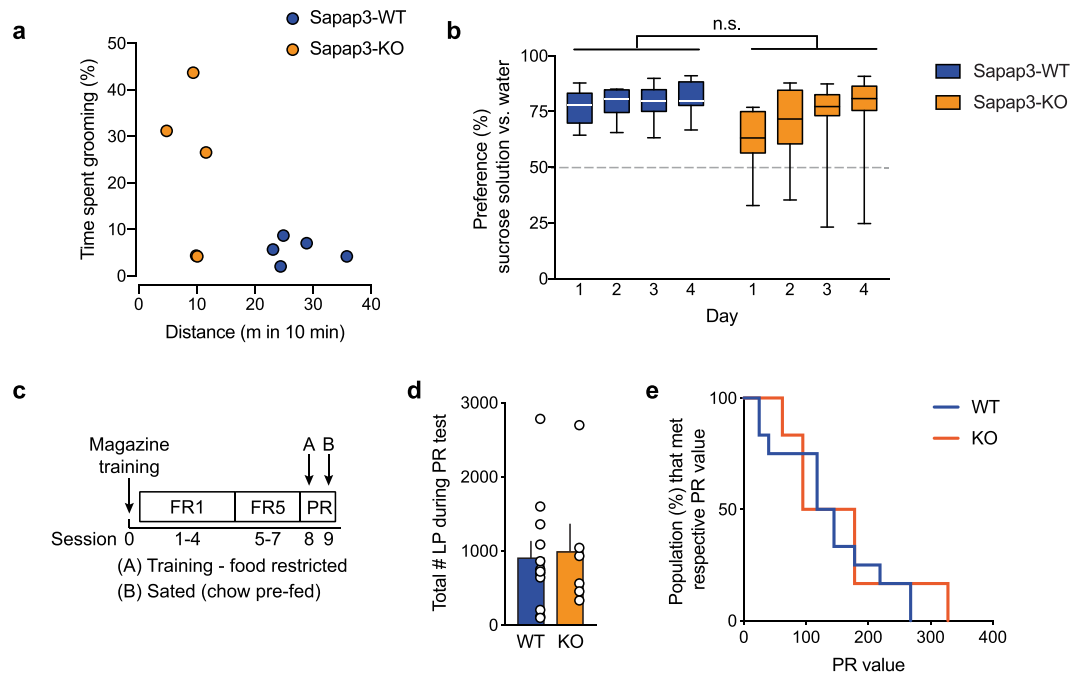 a
Sapap3-WT
Sapap3-KO
Time spent grooming (%)
50
40
30
20
10
0
0 10 20 30 40
Distance (m in 10 min)
b
n.s.
Sapap3-WT
Sapap3-KO
Preference (%)
sucrose solution vs. water
100
75
50
25
0
1 2 3 4 1 2 3 4
Day
c
Magazine
training
A B
FR1 FR5 PR
Session 0 1-4 5-7 8 9
(A) Training - food restricted
(B) Sated (chow pre-fed)
d
Total # LP during PR test
3000
2000
1000
0
WT KO
e
WT
KO
Population (%) that met
respective PR value
100
50
0
0 100 200 300 400
PR value